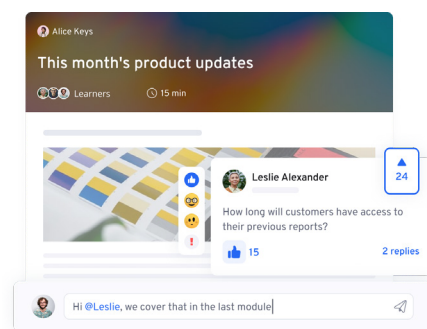 Alice Keys
This month's product updates
Learners
15 min
24
Leslie Alexander
How long will customers have access to
their previous reports?
15
2 replies
Hi @Leslie, we cover that in the last module